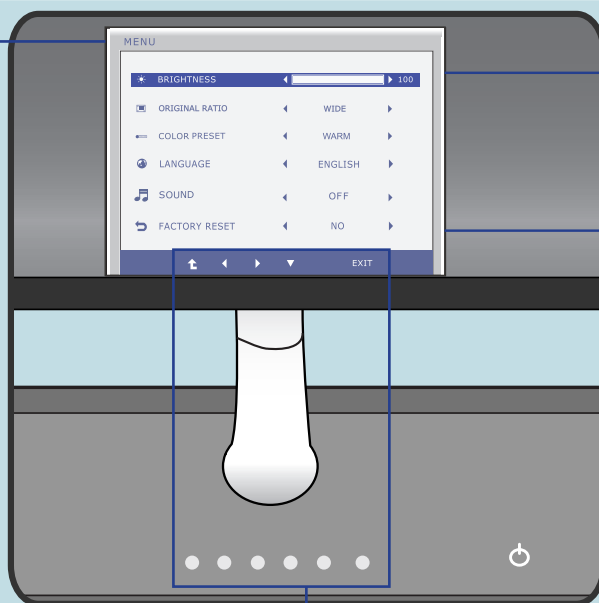 MENU
BRIGHTNESS 100
ORIGINAL RATIO WIDE
COLOR PRESET WARM
LANGUAGE ENGLISH
SOUND OFF
FACTORY RESET NO
EXIT